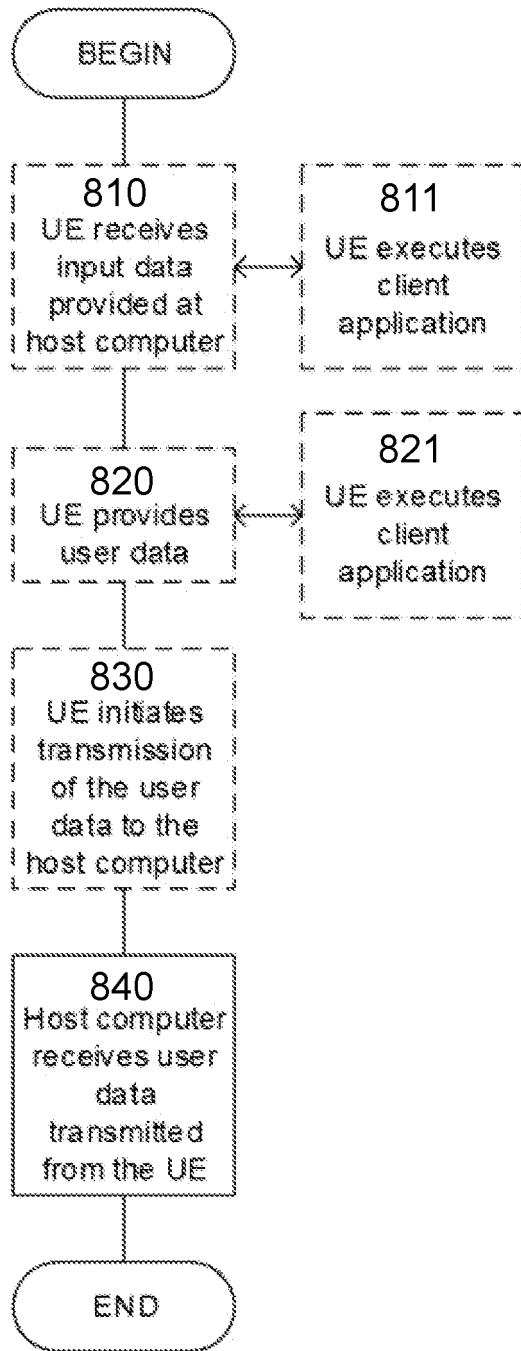 BEGIN
810
UE receives
input data
provided at
host computer
811
UE executes
client
application
820
UE provides
user data
821
UE executes
client
application
830
UE initiates
transmission
of the user
data to the
host computer
840
Host computer
receives user
data
transmitted
from the UE
END